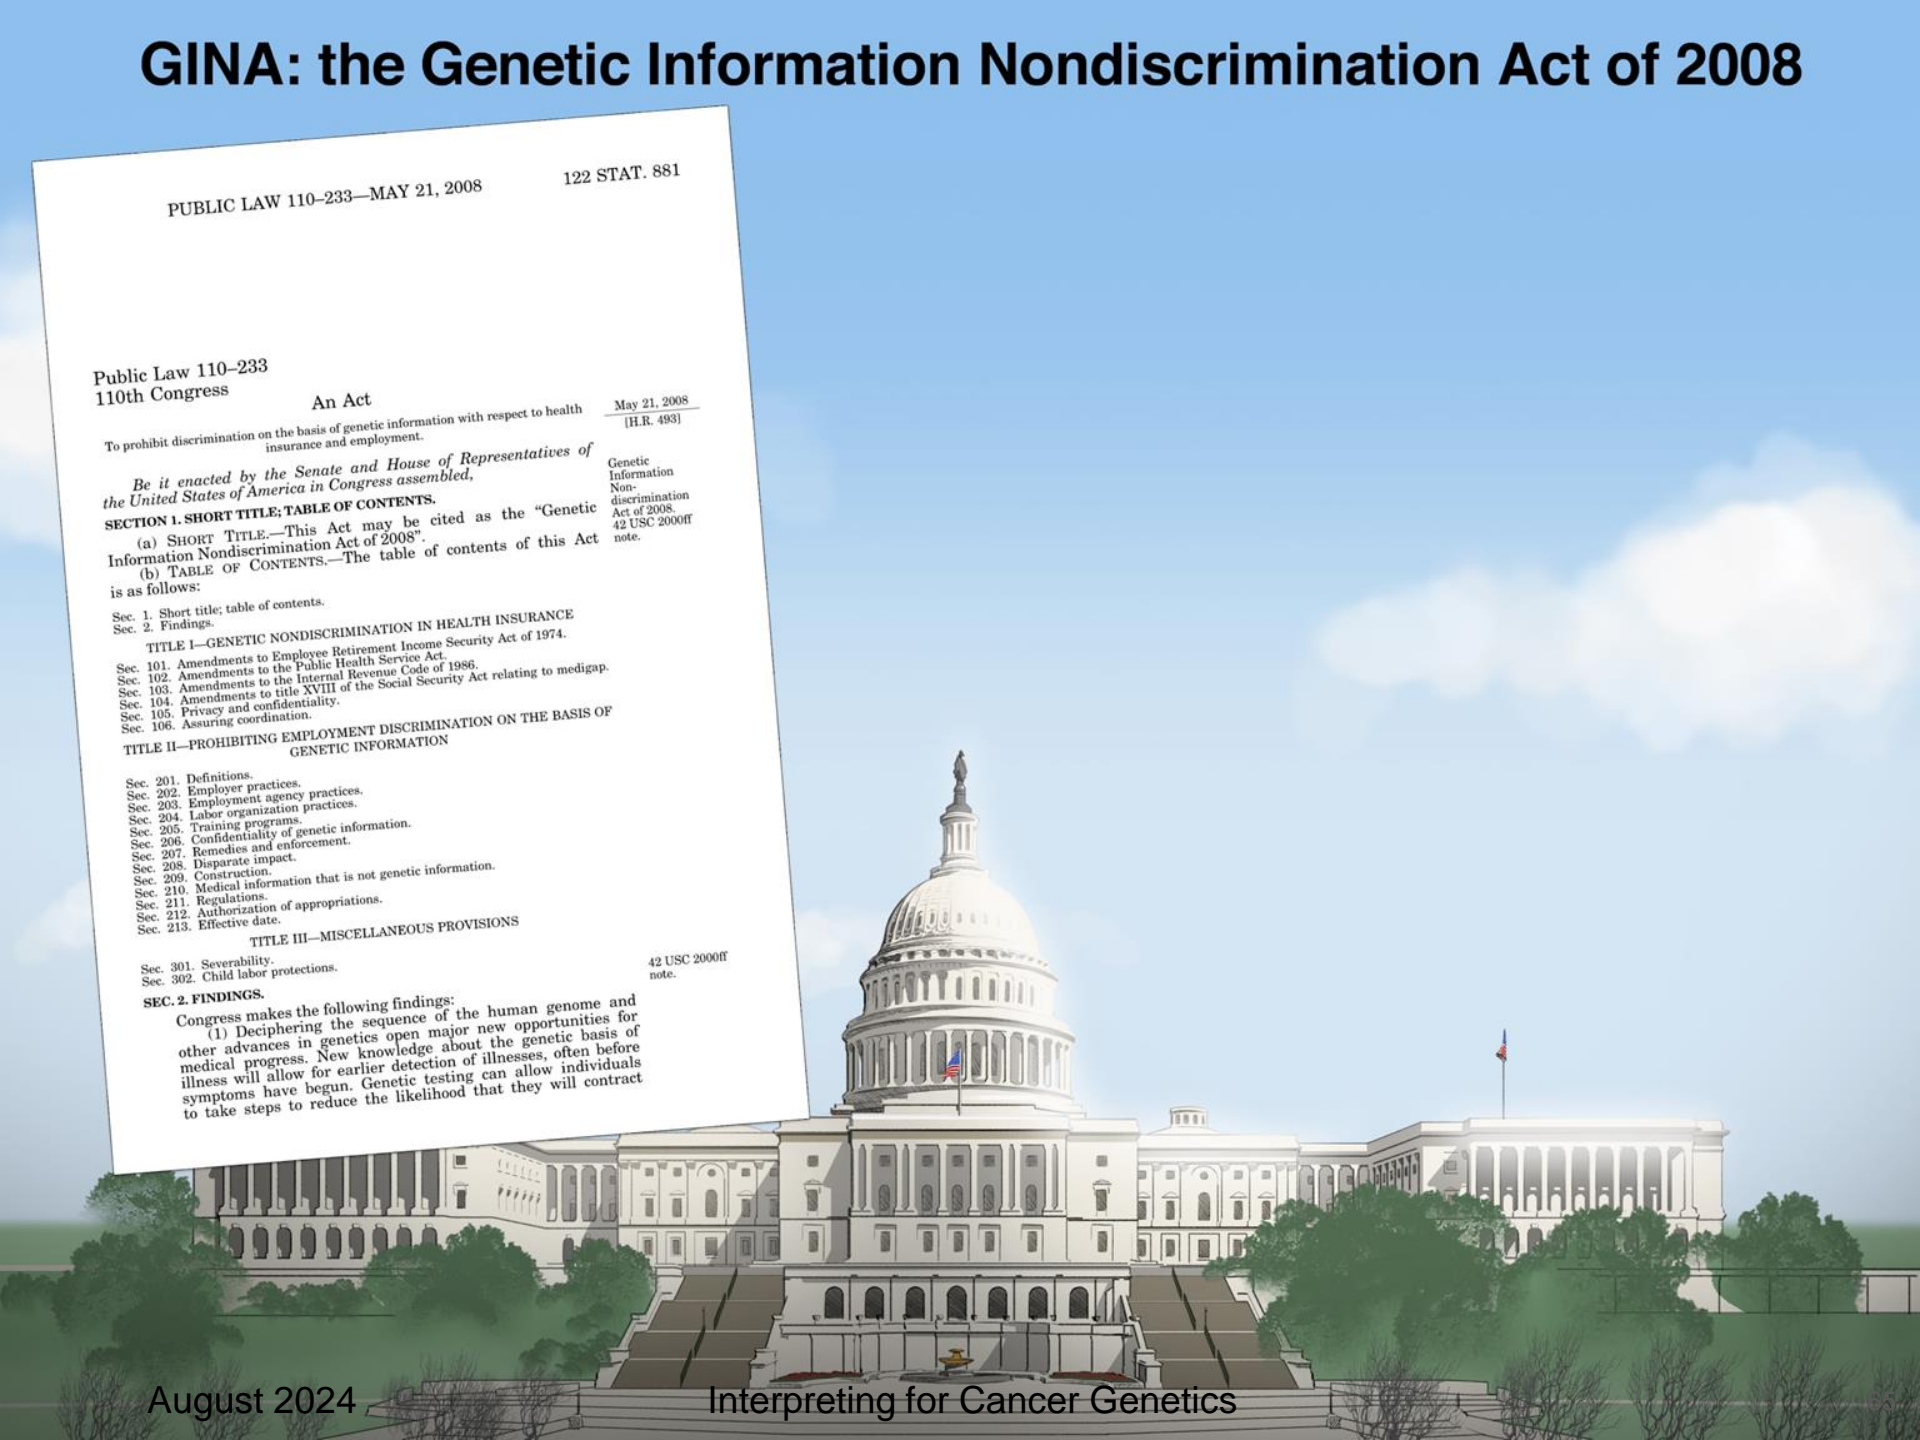 GINA: the Genetic Information Nondiscrimination Act of 2008
PUBLIC LAW 110–233—MAY 21, 2008
122 STAT. 881
Public Law 110–233
110th Congress
An Act
To prohibit discrimination on the basis of genetic information with respect to health
insurance and employment.
May 21, 2008
[H.R. 493]
Be it enacted by the Senate and House of Representatives of
the United States of America in Congress assembled,
SECTION 1. SHORT TITLE; TABLE OF CONTENTS.
(a) SHORT TITLE.—This Act may be cited as the “Genetic
Information Nondiscrimination Act of 2008”.
(b) TABLE OF CONTENTS.—The table of contents of this Act
is as follows:
Genetic
Information
Non-
discrimination
Act of 2008.
42 USC 2000ff
note.
Sec. 1. Short title; table of contents.
Sec. 2. Findings.
TITLE I—GENETIC NONDISCRIMINATION IN HEALTH INSURANCE
Sec. 101. Amendments to Employee Retirement Income Security Act of 1974.
Sec. 102. Amendments to the Public Health Service Act.
Sec. 103. Amendments to the Internal Revenue Code of 1986.
Sec. 104. Amendments to title XVIII of the Social Security Act relating to medigap.
Sec. 105. Privacy and confidentiality.
Sec. 106. Assuring coordination.
TITLE II—PROHIBITING EMPLOYMENT DISCRIMINATION ON THE BASIS OF
GENETIC INFORMATION
Sec. 201. Definitions.
Sec. 202. Employer practices.
Sec. 203. Employment agency practices.
Sec. 204. Labor organization practices.
Sec. 205. Training programs.
Sec. 206. Confidentiality of genetic information.
Sec. 207. Remedies and enforcement.
Sec. 208. Disparate impact.
Sec. 209. Construction.
Sec. 210. Medical information that is not genetic information.
Sec. 211. Regulations.
Sec. 212. Authorization of appropriations.
Sec. 213. Effective date.
TITLE III—MISCELLANEOUS PROVISIONS
Sec. 301. Severability.
Sec. 302. Child labor protections.
SEC. 2. FINDINGS.
42 USC 2000ff
note.
Congress makes the following findings:
(1) Deciphering the sequence of the human genome and
other advances in genetics open major new opportunities for
medical progress. New knowledge about the genetic basis of
illness will allow for earlier detection of illnesses, often before
symptoms have begun. Genetic testing can allow individuals
to take steps to reduce the likelihood that they will contract
August 2024
Interpreting for Cancer Genetics